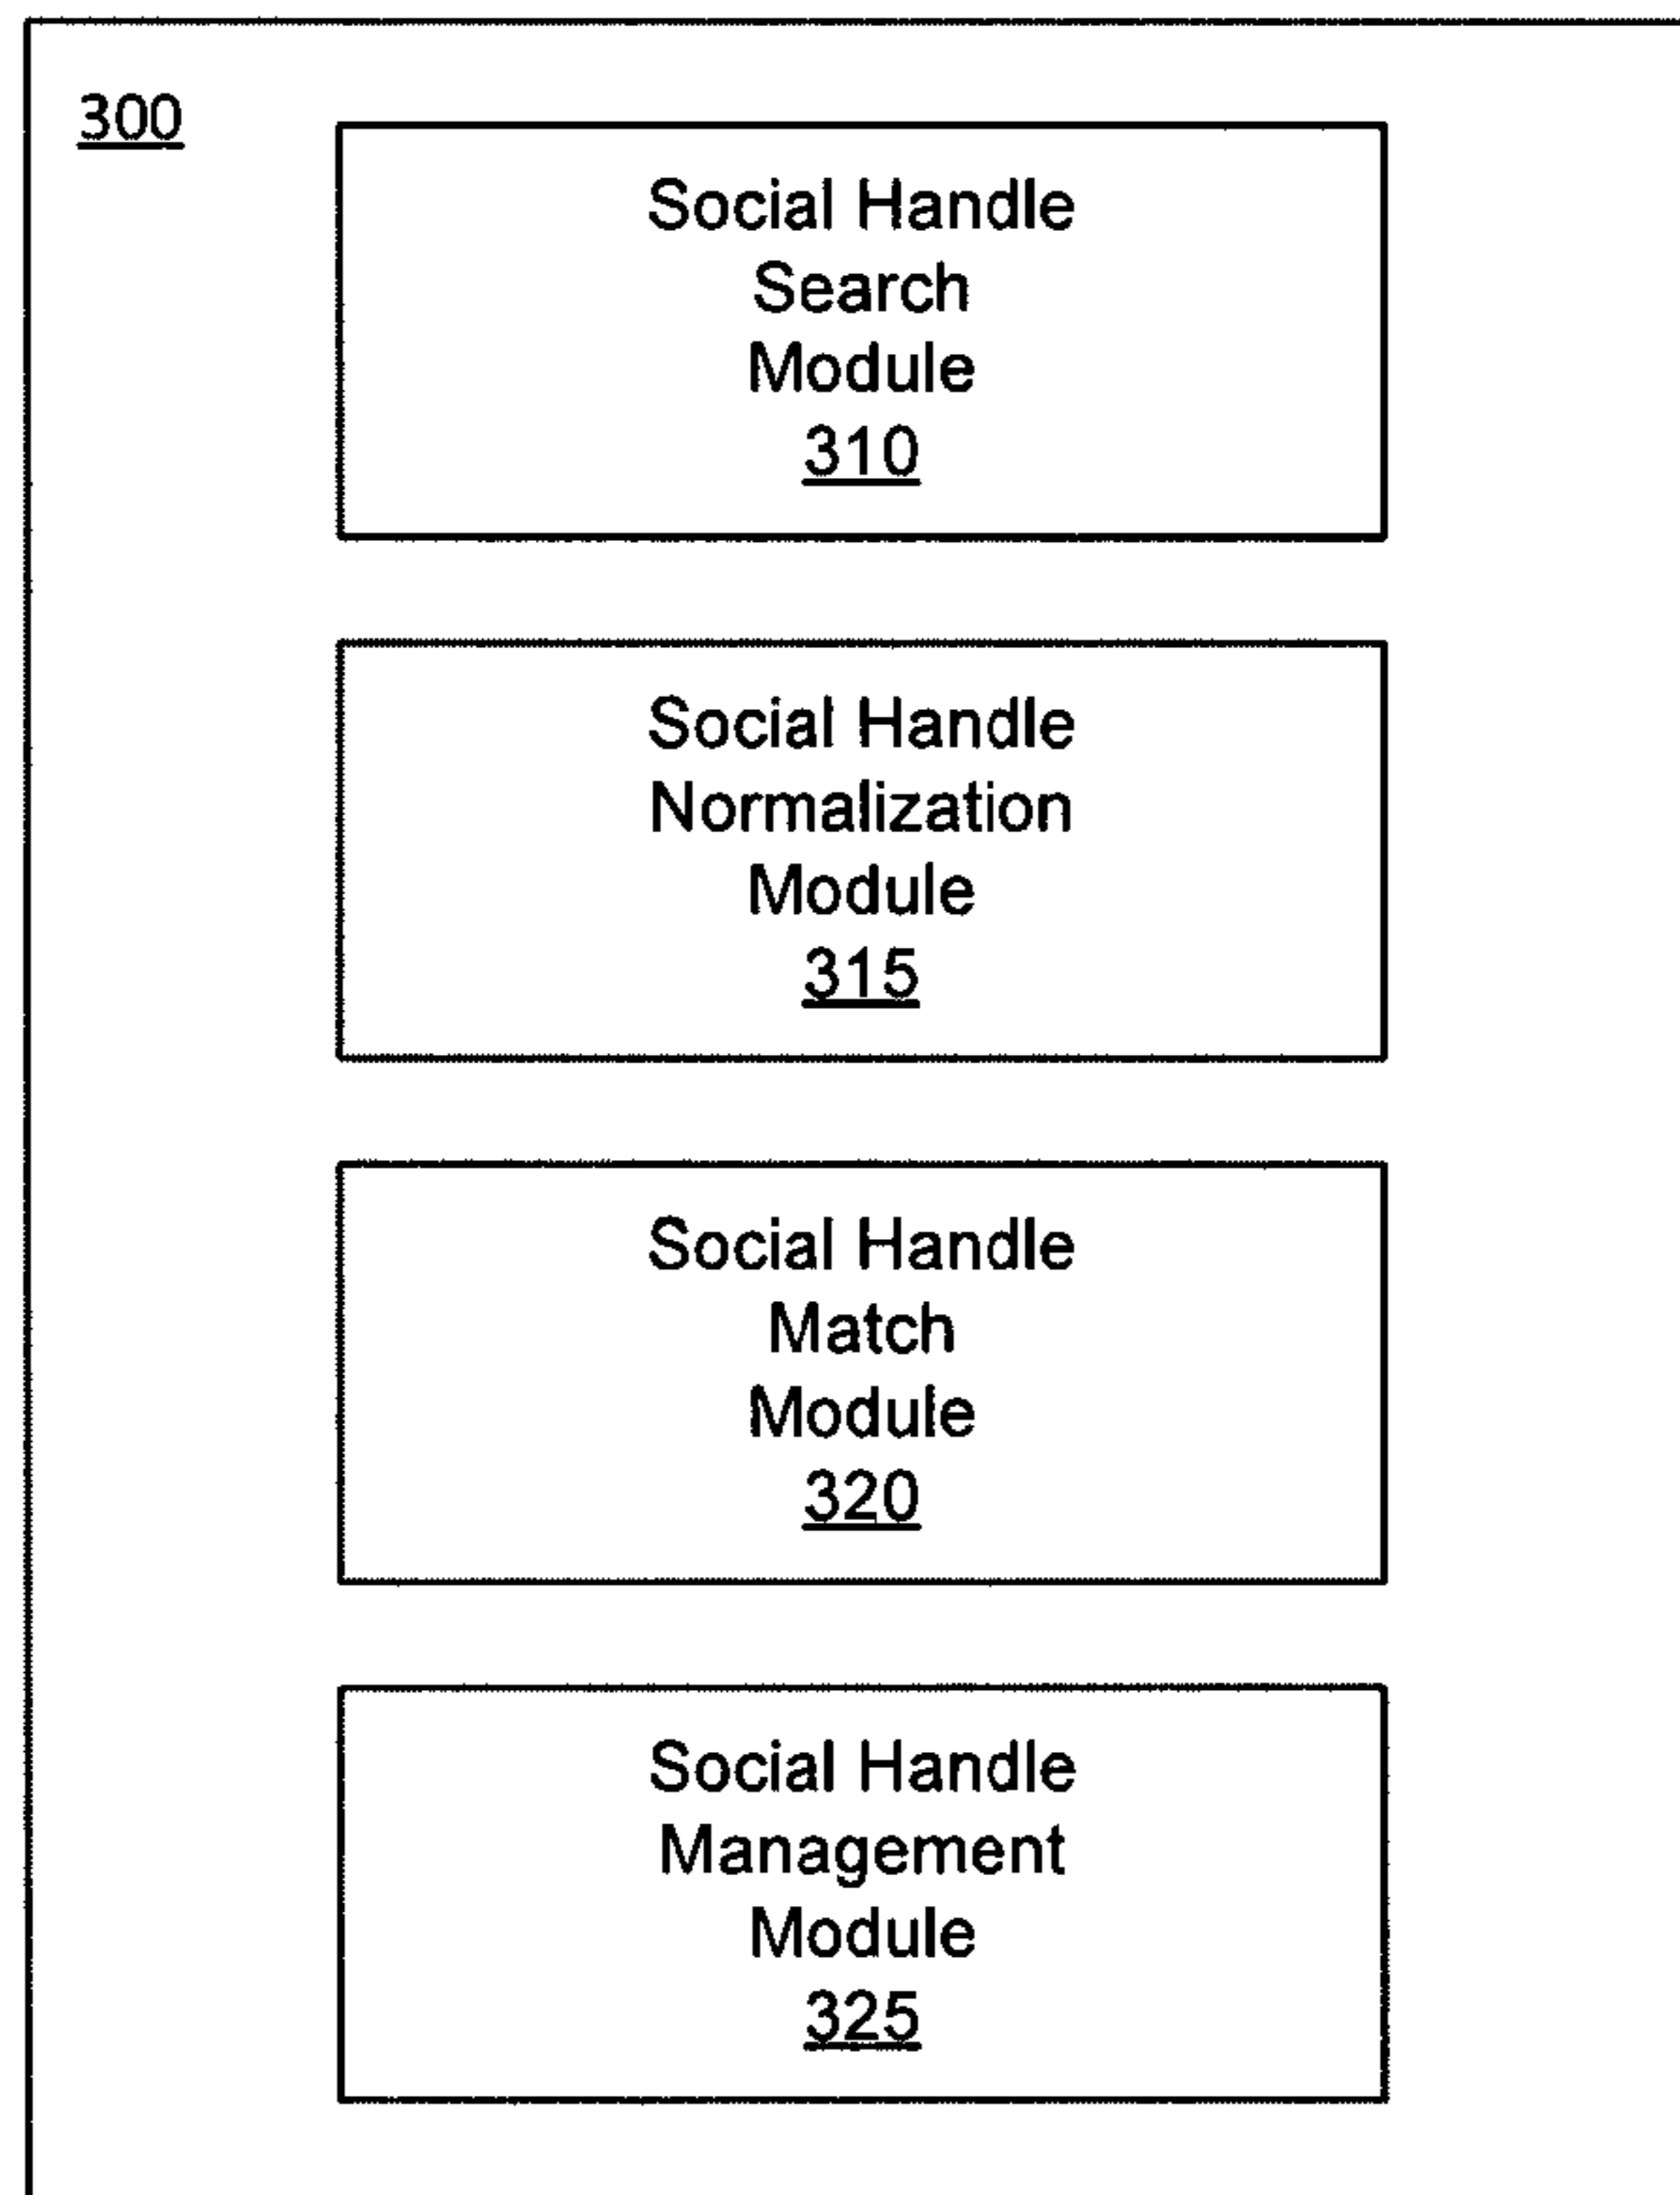 300
Social Handle
Search
Module
310
Social Handle
Normalization
Module
315
Social Handle
Match
Module
320
Social Handle
Management
Module
325